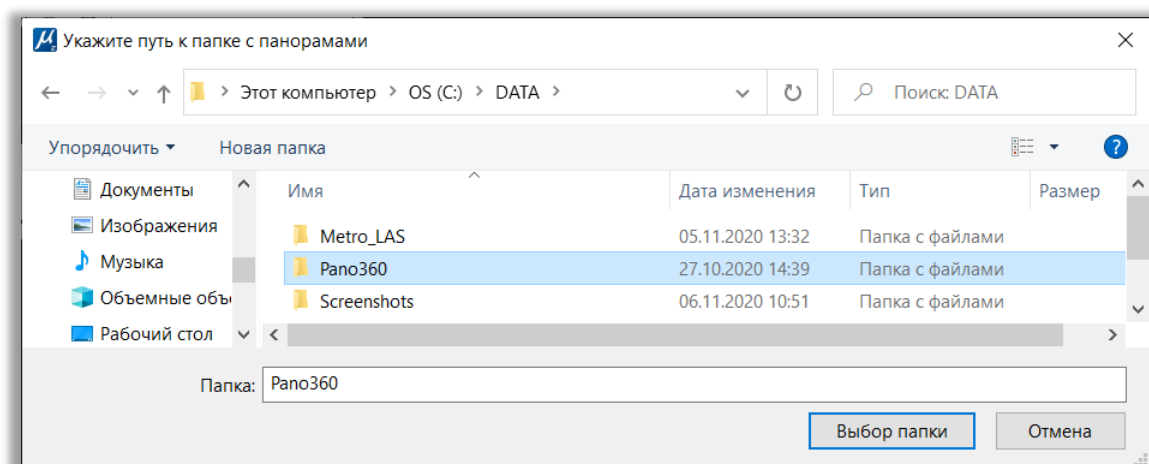 Укажите путь к папке с панорамами
Этот компьютер > OS (C:) > DATA >
Поиск: DATA
Упорядочить Новая папка
Имя Дата изменения Тип Размер
Документы
Изображения
Музыка
Объемные объ
Рабочий стол
Metro_LAS 05.11.2020 13:32 Папка с файлами
Pano360 27.10.2020 14:39 Папка с файлами
Screenshots 06.11.2020 10:51 Папка с файлами
Папка: Pano360
Выбор папки Отмена